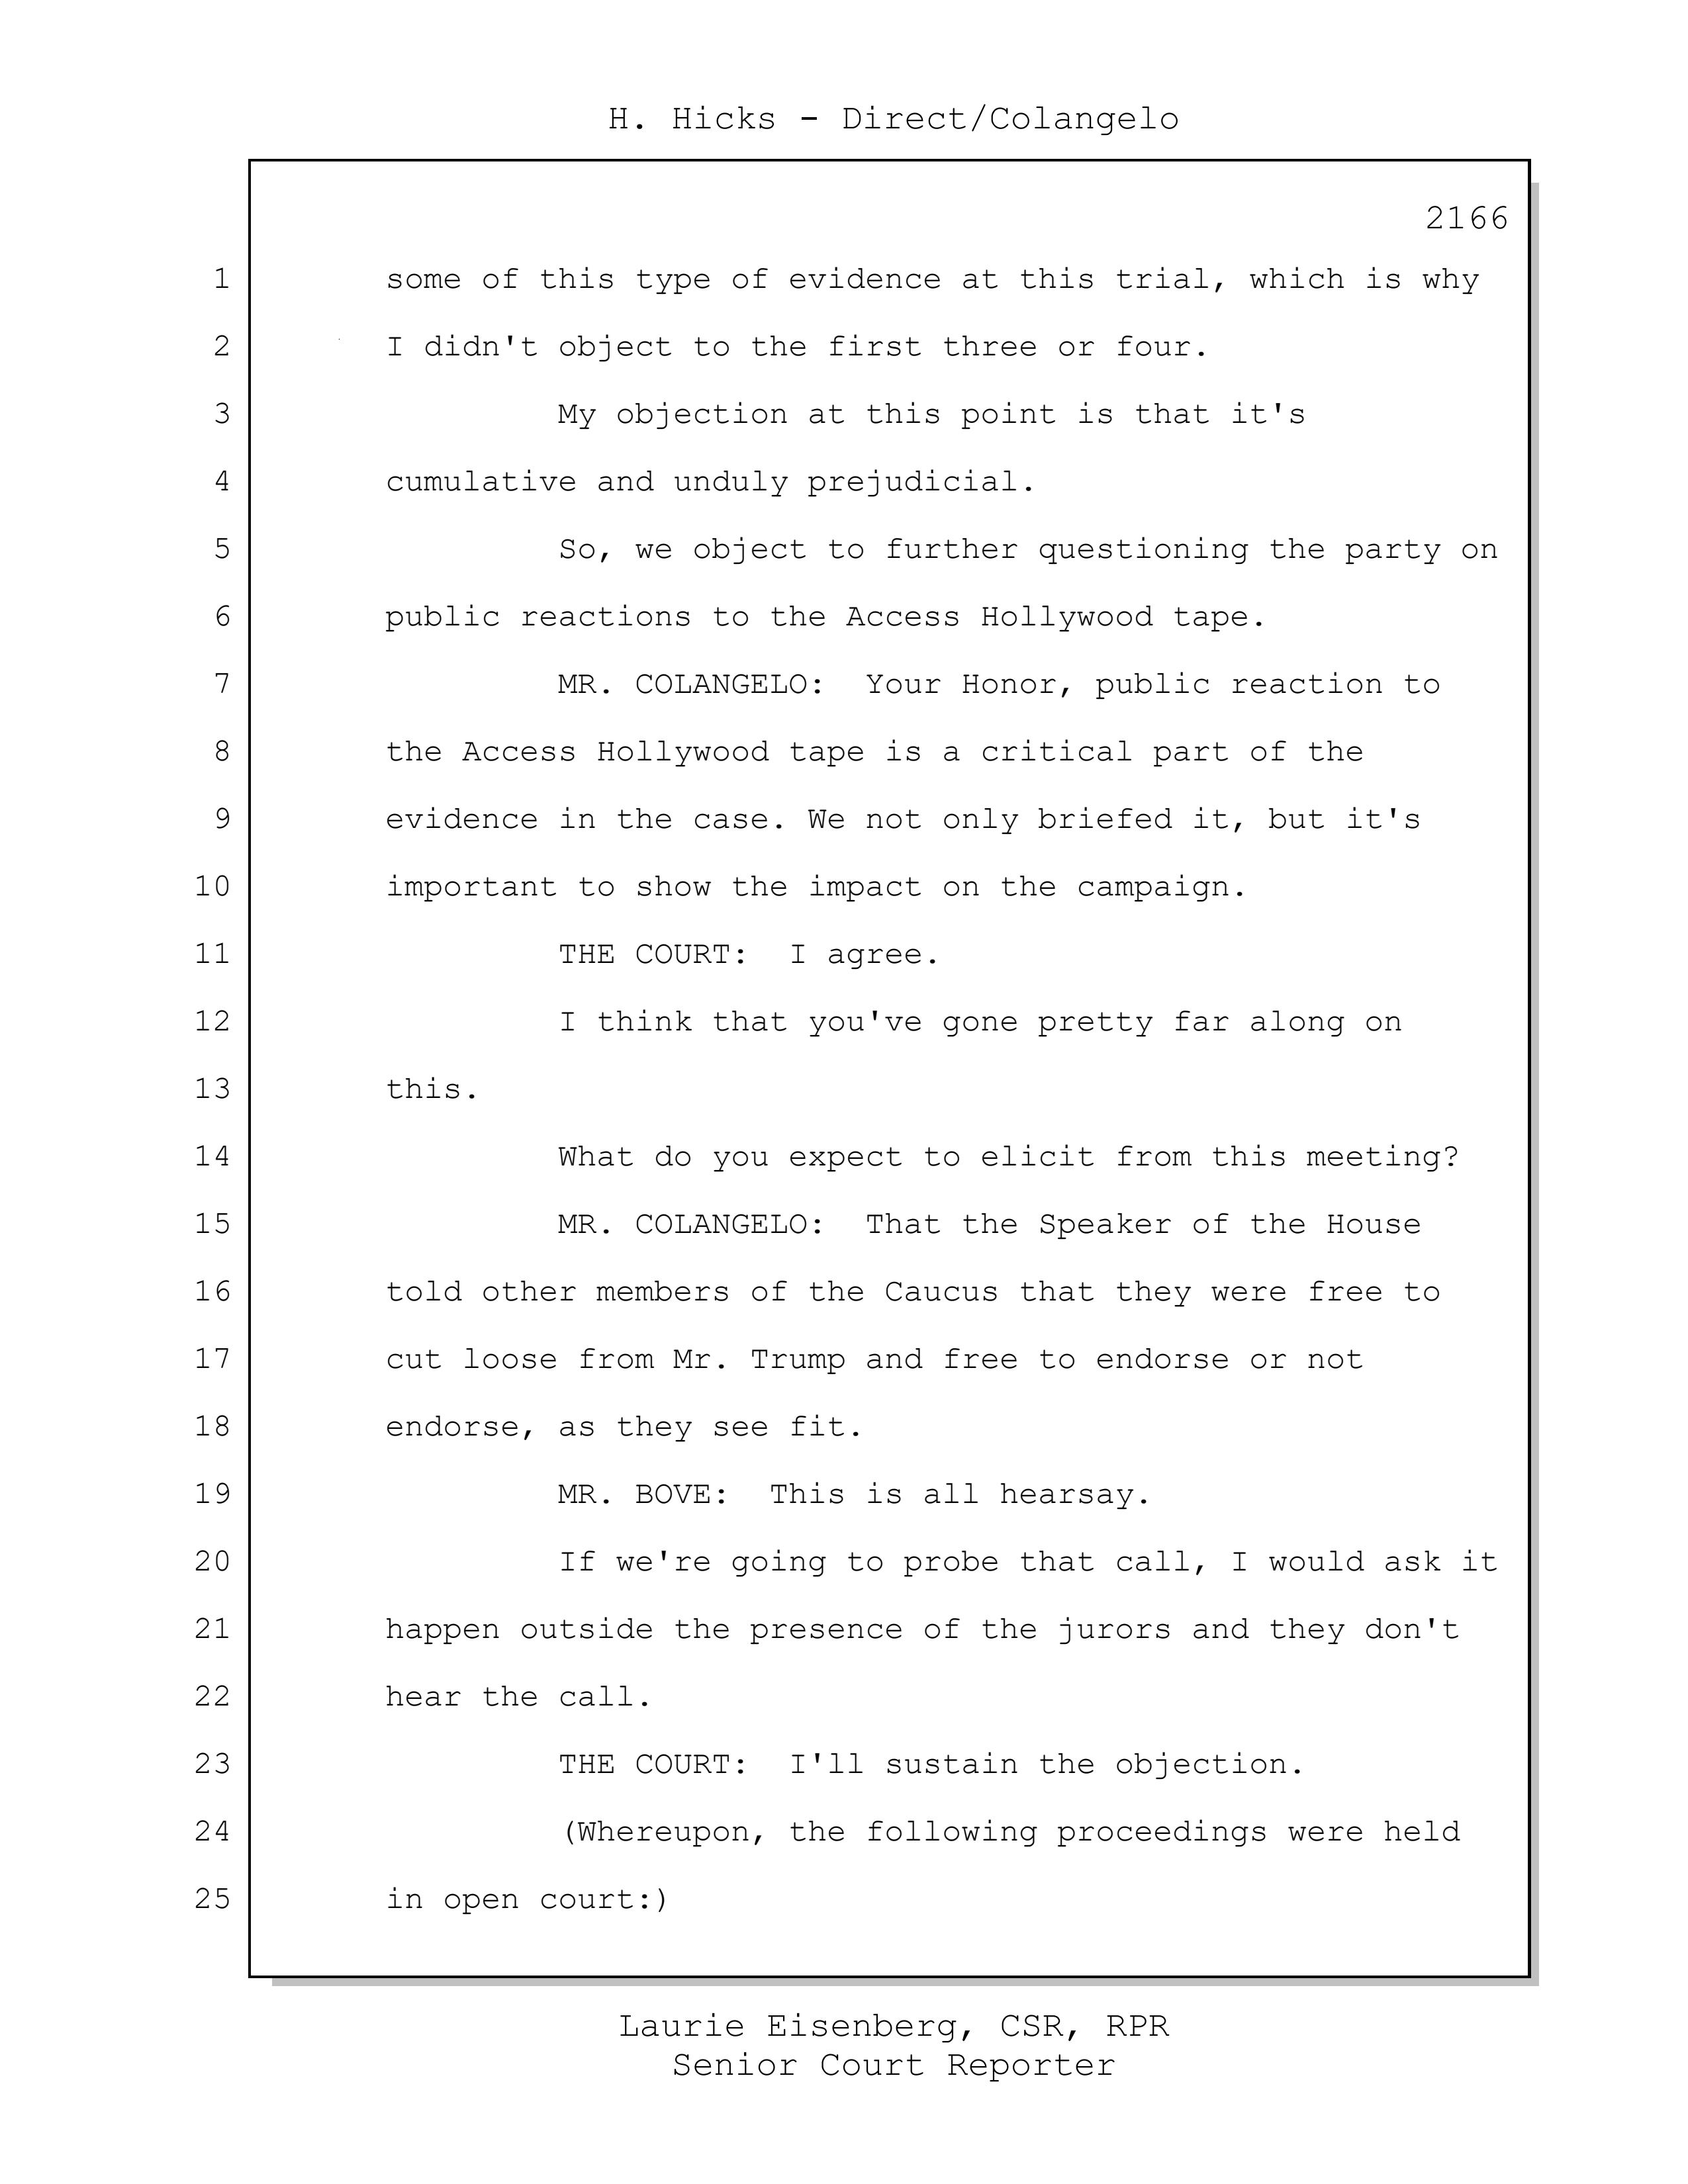 H. Hicks - Direct/Colangelo
2166
1 some of this type of evidence at this trial, which is why
2 I didn't object to the first three or four.
3 My objection at this point is that it's
4 cumulative and unduly prejudicial.
5 So, we object to further questioning the party on
6 public reactions to the Access Hollywood tape.
7 MR. COLANGELO: Your Honor, public reaction to
8 the Access Hollywood tape is a critical part of the
9 evidence in the case. We not only briefed it, but it's
10 important to show the impact on the campaign.
11 THE COURT: I agree.
12 I think that you've gone pretty far along on
13 this.
14 What do you expect to elicit from this meeting?
15 MR. COLANGELO: That the Speaker of the House
16 told other members of the Caucus that they were free to
17 cut loose from Mr. Trump and free to endorse or not
18 endorse, as they see fit.
19 MR. BOVE: This is all hearsay.
20 If we're going to probe that call, I would ask it
21 happen outside the presence of the jurors and they don't
22 hear the call.
23 THE COURT: I'll sustain the objection.
24 (Whereupon, the following proceedings were held
25 in open court:)
Laurie Eisenberg, CSR, RPR
Senior Court Reporter